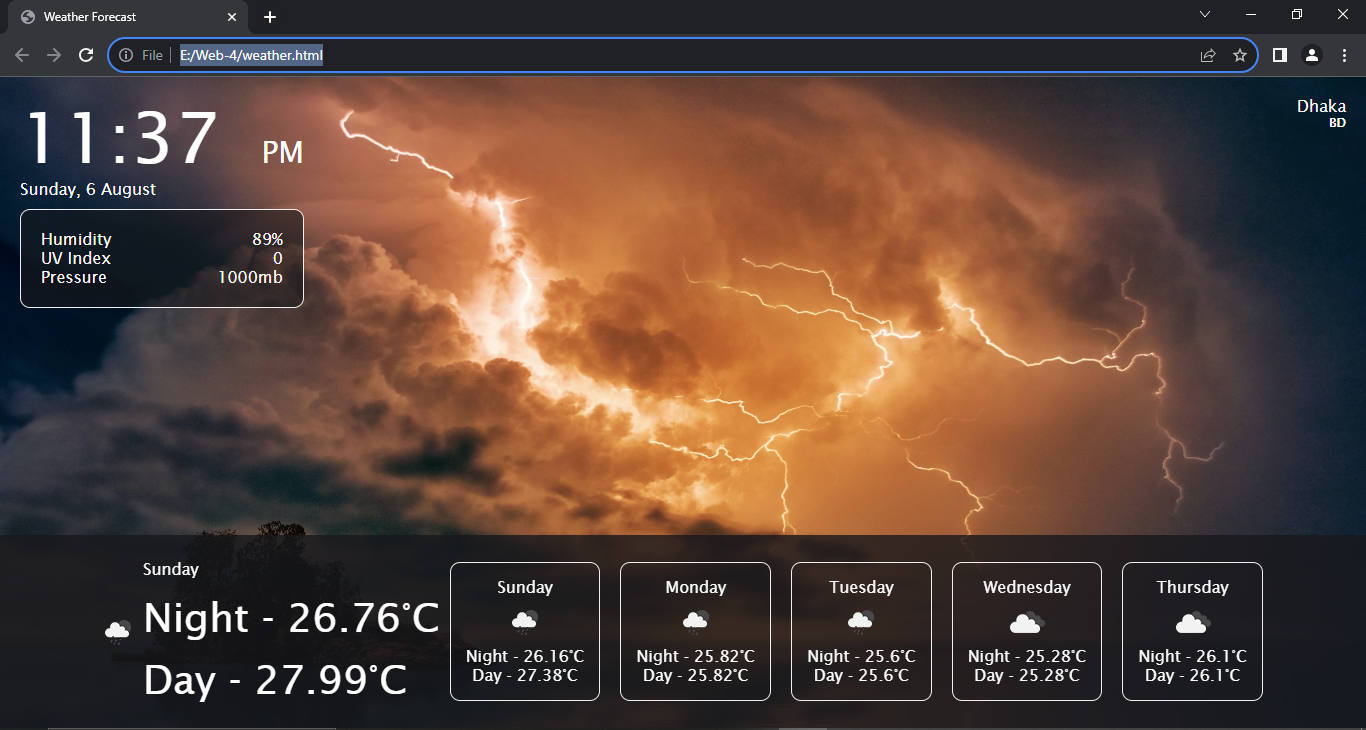 Weather Forecast
File E:/Web-4/weather.html
11:37 PM
Sunday, 6 August
Humidity 89%
UV Index 0
Pressure 1000mb
Dhaka
BD
Sunday
Night - 26.76°C
Day - 27.99°C
Sunday
Night - 26.16°C
Day - 27.38°C
Monday
Night - 25.82°C
Day - 25.82°C
Tuesday
Night - 25.6°C
Day - 25.6°C
Wednesday
Night - 25.28°C
Day - 25.28°C
Thursday
Night - 26.1°C
Day - 26.1°C